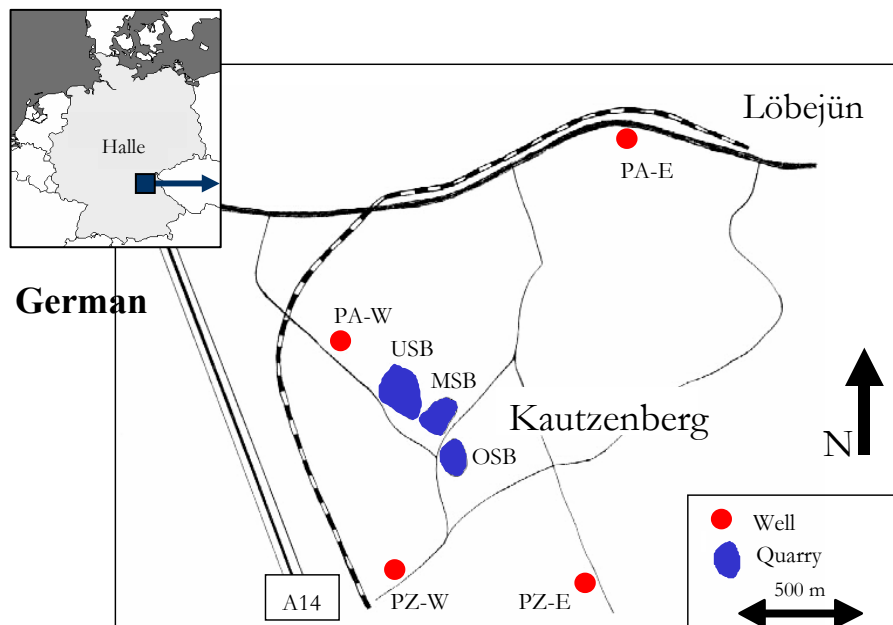 Halle
Löbejün
PA-E
German
PA-W
USB
MSB
Kautzenberg
N
OSB
Well
Quarry
500 m
A14
PZ-W
PZ-E